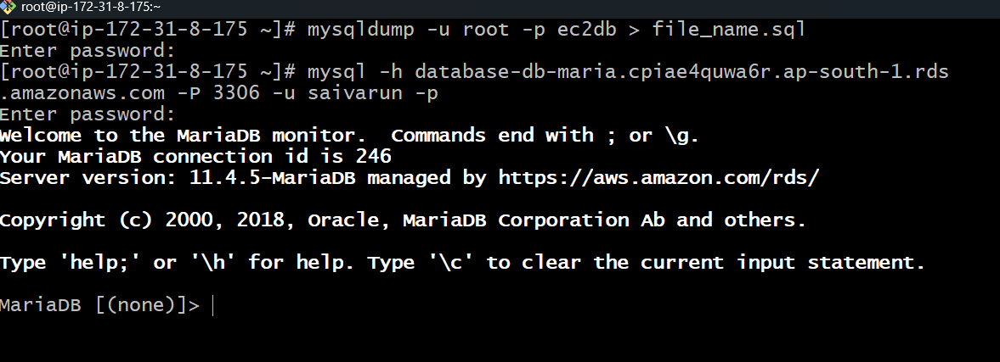 root@ip-172-31-8-175:~
[root@ip-172-31-8-175 ~]# mysqldump -u root -p ec2db > file_name.sql
Enter password:
[root@ip-172-31-8-175 ~]# mysql -h database-db-maria.cpiae4quwa6r.ap-south-1.rds
.amazonaws.com -P 3306 -u saivarun -p
Enter password:
Welcome to the MariaDB monitor.  Commands end with ; or \g.
Your MariaDB connection id is 246
Server version: 11.4.5-MariaDB managed by https://aws.amazon.com/rds/
Copyright (c) 2000, 2018, Oracle, MariaDB Corporation Ab and others.
Type 'help;' or '\h' for help. Type '\c' to clear the current input statement.
MariaDB [(none)]>